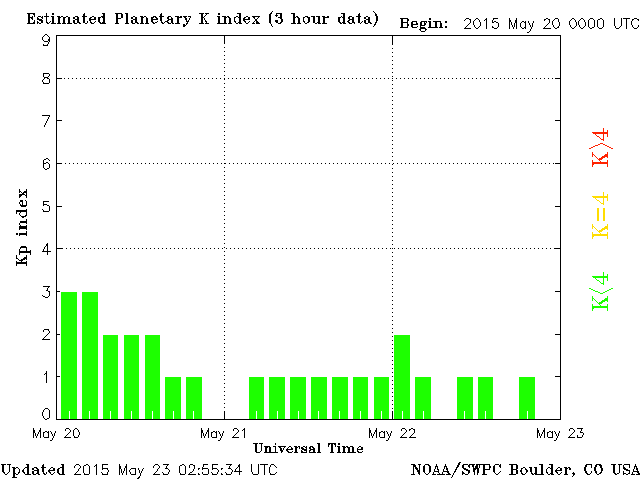 Estimated Planetary K index (3 hour data)
Begin: 2015 May 20 0000 UTC
9
8
7
6
5
4
3
2
1
0
Kp index
K>4
K=4
K<4
May 20
May 21
May 22
May 23
Universal Time
Updated 2015 May 23 02:55:34 UTC
NOAA/SWPC Boulder, CO USA